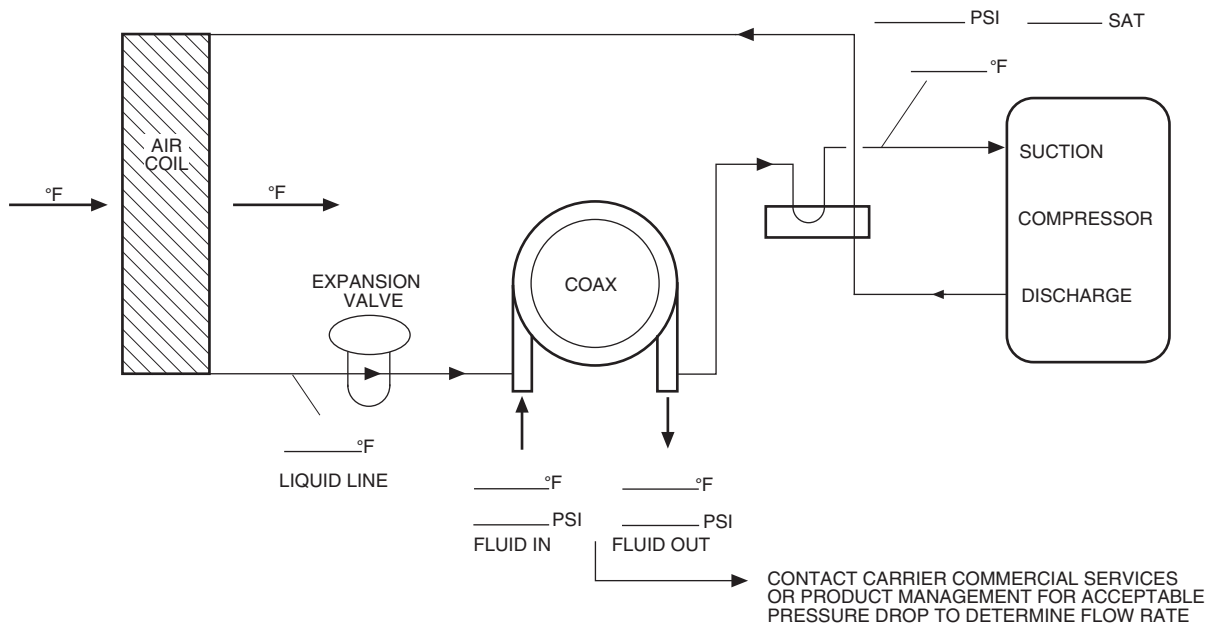 PSI
SAT
°F
AIR
COIL
SUCTION
°F
°F
COMPRESSOR
EXPANSION
VALVE
COAX
DISCHARGE
°F
LIQUID LINE
°F
°F
PSI
PSI
FLUID IN
FLUID OUT
CONTACT CARRIER COMMERCIAL SERVICES
OR PRODUCT MANAGEMENT FOR ACCEPTABLE
PRESSURE DROP TO DETERMINE FLOW RATE